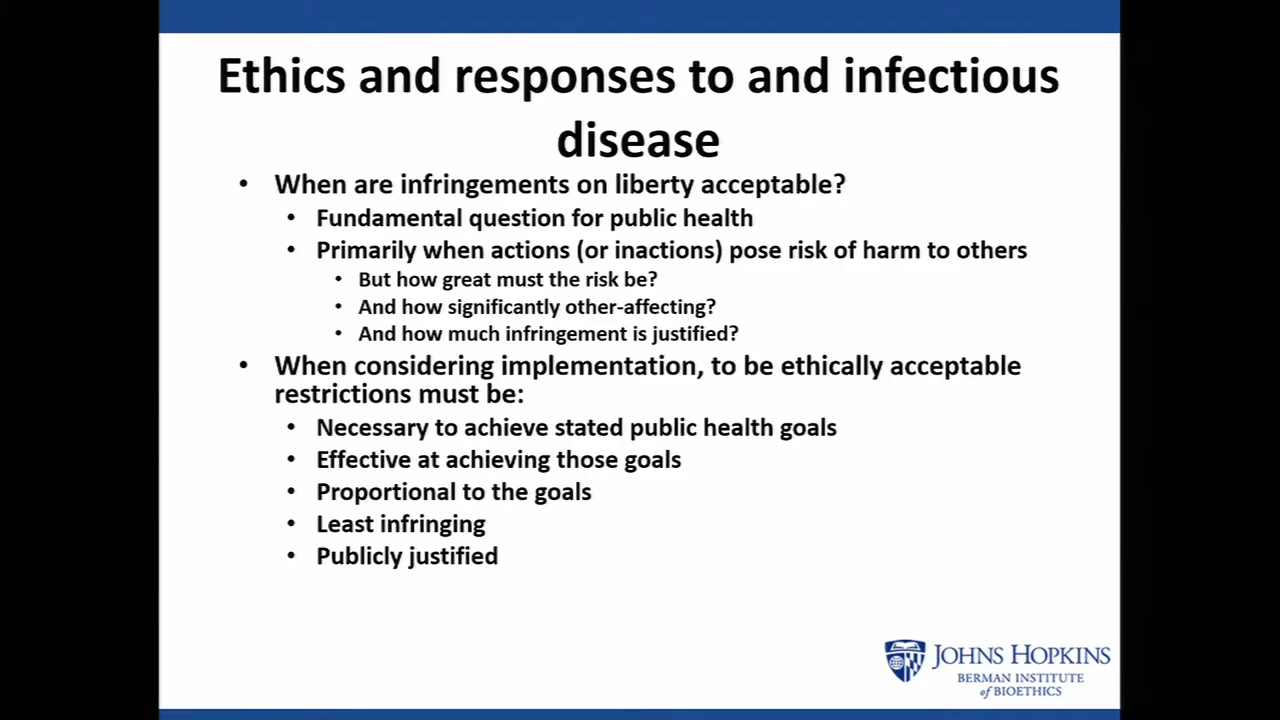 Ethics and responses to and infectious
disease
• When are infringements on liberty acceptable?
• Fundamental question for public health
• Primarily when actions (or inactions) pose risk of harm to others
• But how great must the risk be?
• And how significantly other-affecting?
• And how much infringement is justified?
• When considering implementation, to be ethically acceptable
restrictions must be:
• Necessary to achieve stated public health goals
• Effective at achieving those goals
• Proportional to the goals
• Least infringing
• Publicly justified
JOHNS HOPKINS
BERMAN INSTITUTE
of BIOETHICS